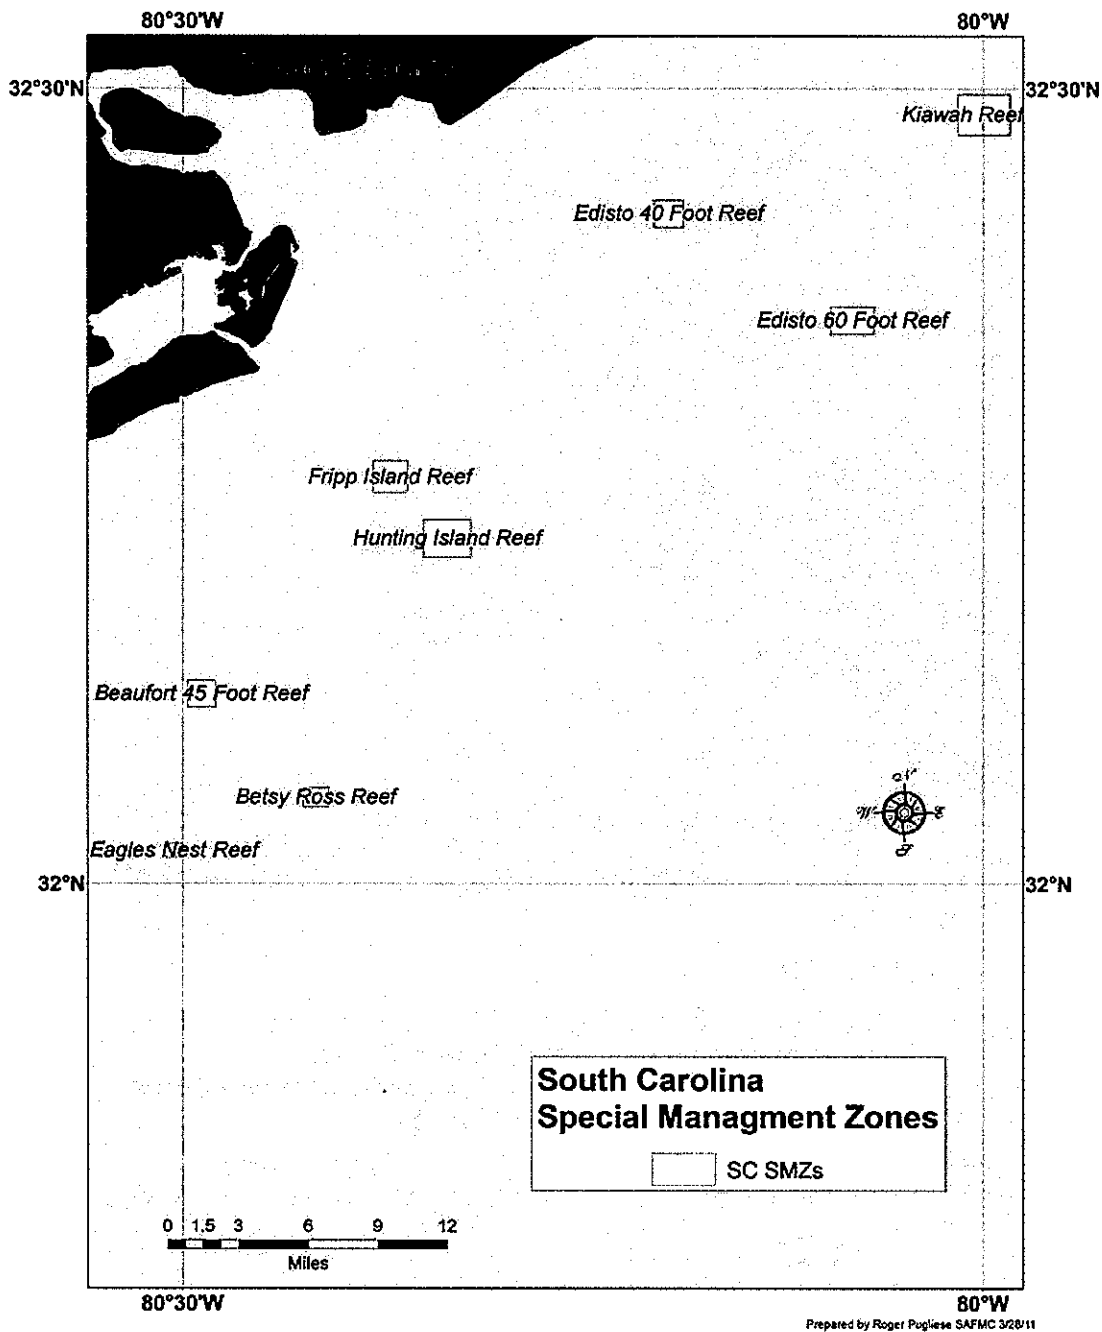 80°30'W 80°W
32°30'N 32°30'N
Kiawah Reef
Edisto 40 Foot Reef
Edisto 60 Foot Reef
Fripp Island Reef
Hunting Island Reef
Beaufort 45 Foot Reef
Betsy Ross Reef
N
W E
S
Eagles Nest Reef
32°N 32°N
South Carolina
Special Managment Zones
SC SMZs
0 1.5 3 6 9 12
Miles
80°30'W 80°W
Prepared by Roger Pugliese SAFMC 3/28/11